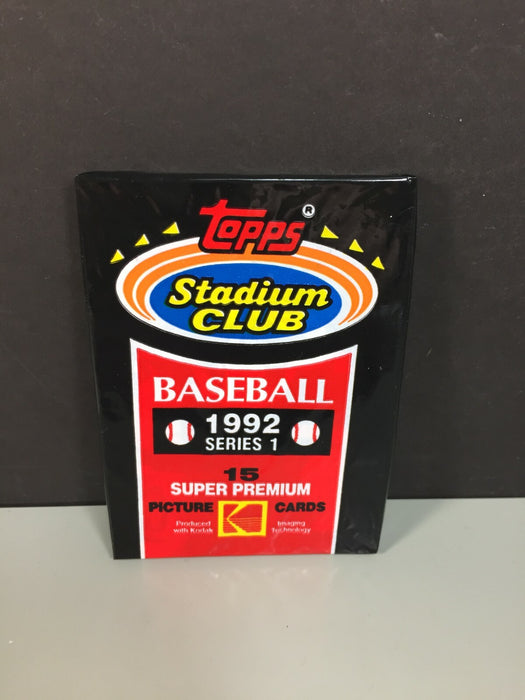 TOPPS®
Stadium
CLUB
BASEBALL
1992
SERIES 1
15
SUPER PREMIUM
PICTURE CARDS
Produced Imaging
with Kodak Technology